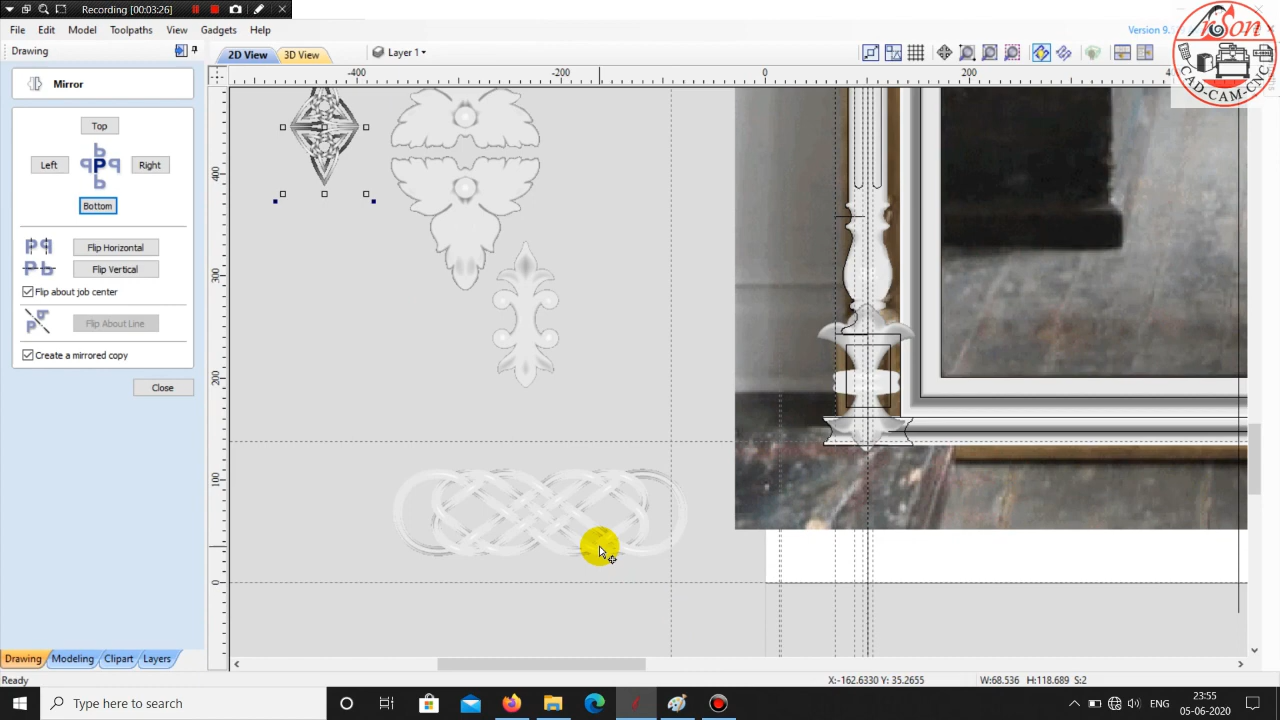 Recording [00:03:26]
File Edit Model Toolpaths View Gadgets Help
Version 9.
OrSon
CAD-CAM-CNC
Drawing
2D View 3D View Layer 1
Mirror
-400 -200 0 200
Top
Left
Right
P
Bottom
Flip Horizontal
Flip Vertical
Flip about job center
Flip About Line
Create a mirrored copy
Close
400
300
200
100
0
Drawing Modeling Clipart Layers
Ready
X:-162.6330 Y: 35.2655
W:68.536 H:118.689 S:2
Type here to search
ENG
23:55
05-06-2020